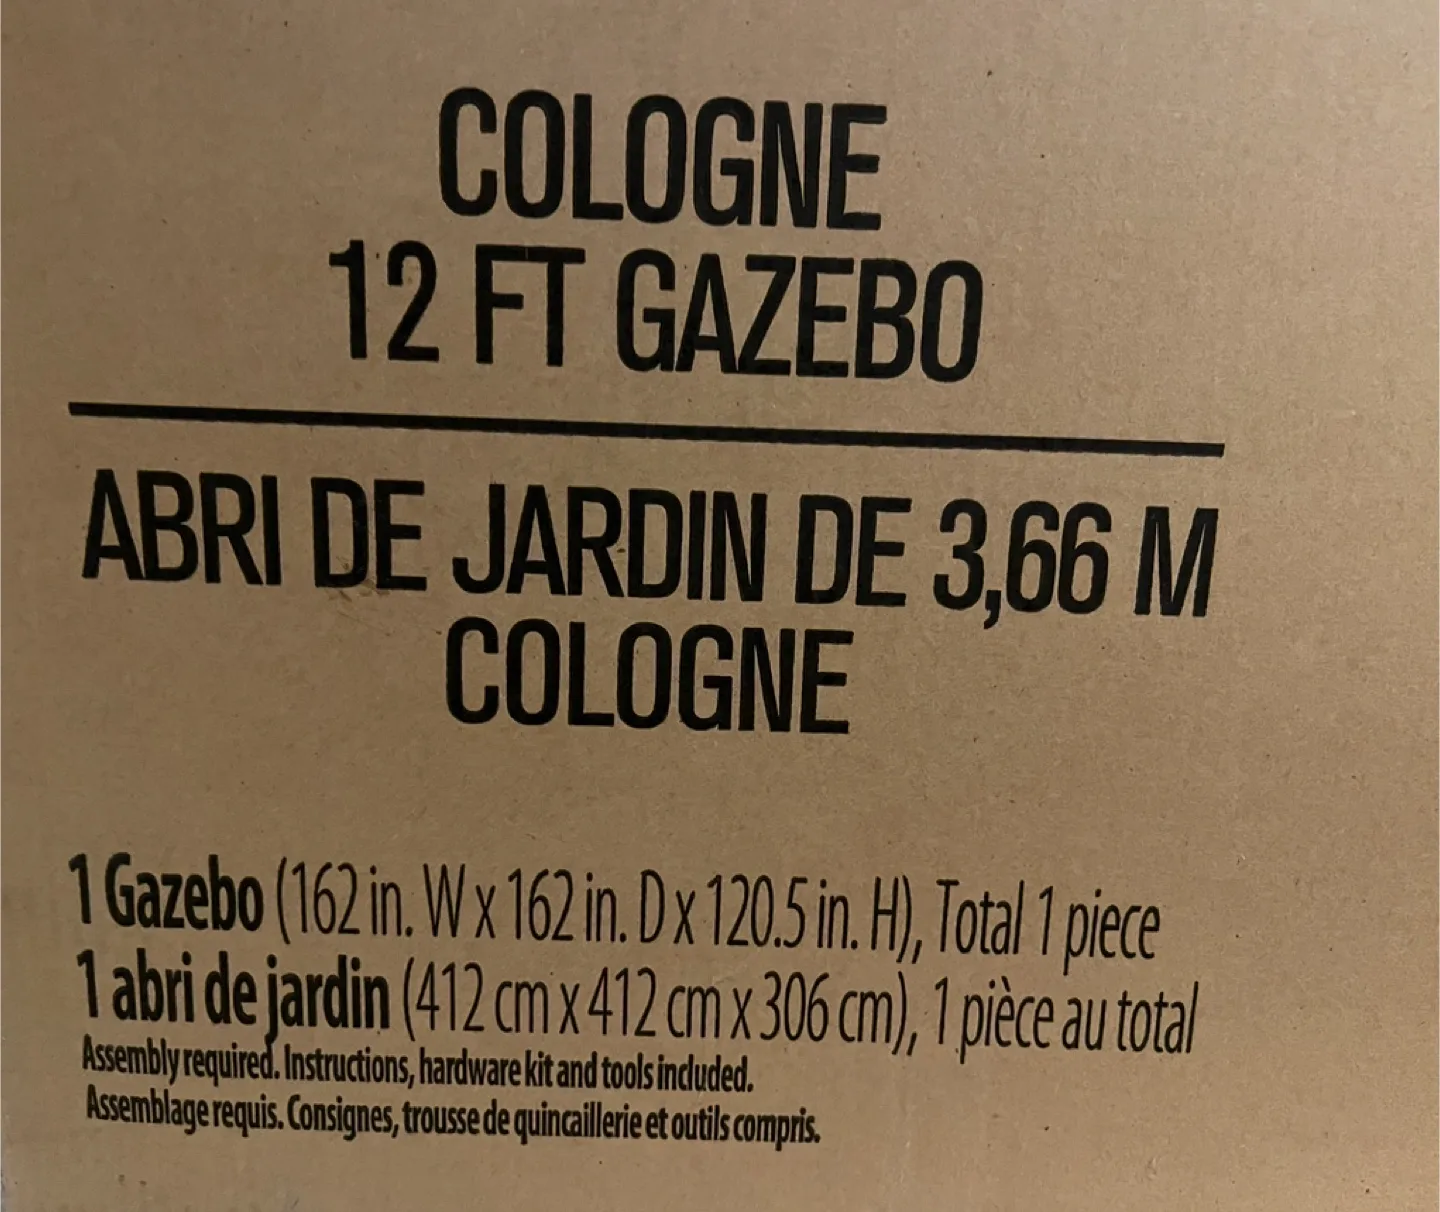 COLOGNE
12 FT GAZEBO
ABRI DE JARDIN DE 3,66 M
COLOGNE
1 Gazebo (162 in. W x 162 in. D x 120.5 in. H), Total 1 piece
1 abri de jardin (412 cm x 412 cm x 306 cm), 1 pièce au total
Assembly required. Instructions, hardware kit and tools included.
Assemblage requis. Consignes, trousse de quincaillerie et outils compris.